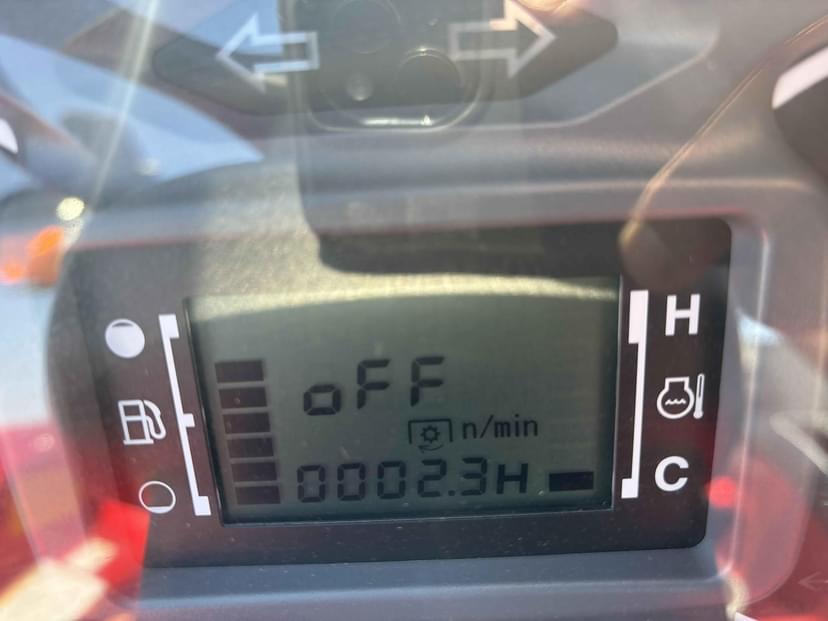 H
oFF
n/min
0002.3H
C